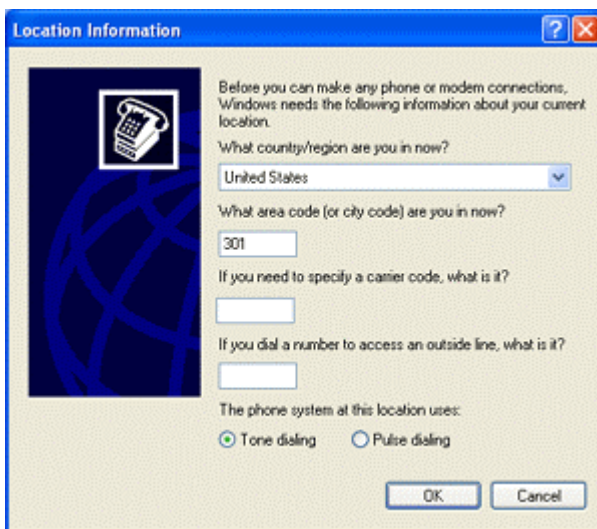 Location Information
Before you can make any phone or modem connections,
Windows needs the following information about your current
location.
What country/region are you in now?
United States
What area code (or city code) are you in now?
301
If you need to specify a carrier code, what is it?
If you dial a number to access an outside line, what is it?
The phone system at this location uses:
Tone dialing Pulse dialing
OK Cancel